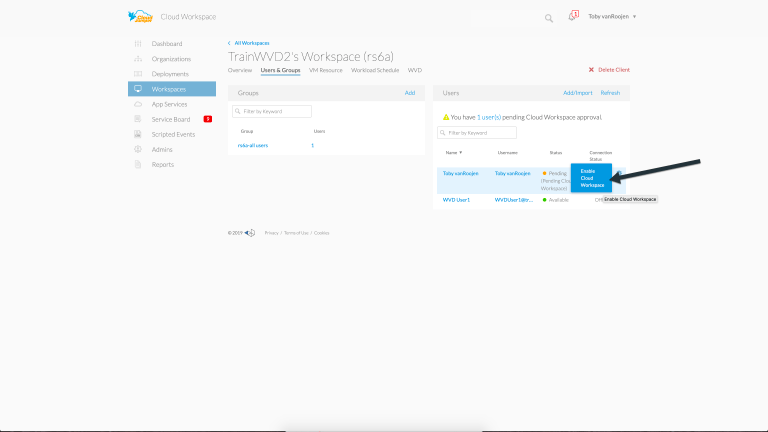 Cloud Workspace
1
Toby vanRoojen ▼
Dashboard
Organizations
Deployments
Workspaces
App Services
Service Board
Scripted Events
Admins
Reports
All Workspaces
TrainWVD2's Workspace (rs6a)
Overview Users & Groups VM Resource Workload Schedule WVD
Delete Client
Groups Add
Filter by Keyword
Group Users
rs6a-all users 1
Users Add/Import Refresh
You have 1 user(s) pending Cloud Workspace approval.
Filter by Keyword
Name ▼ Username Status Connection Status
Toby vanRoojen Toby vanRoojen Pending
(Pending Clou
Workspace)
Enable
Cloud
Workspace
Enable Cloud Workspace
WVD User1 WVDUser1@tr... Available
© 2019
Privacy | Terms of Use | Credits